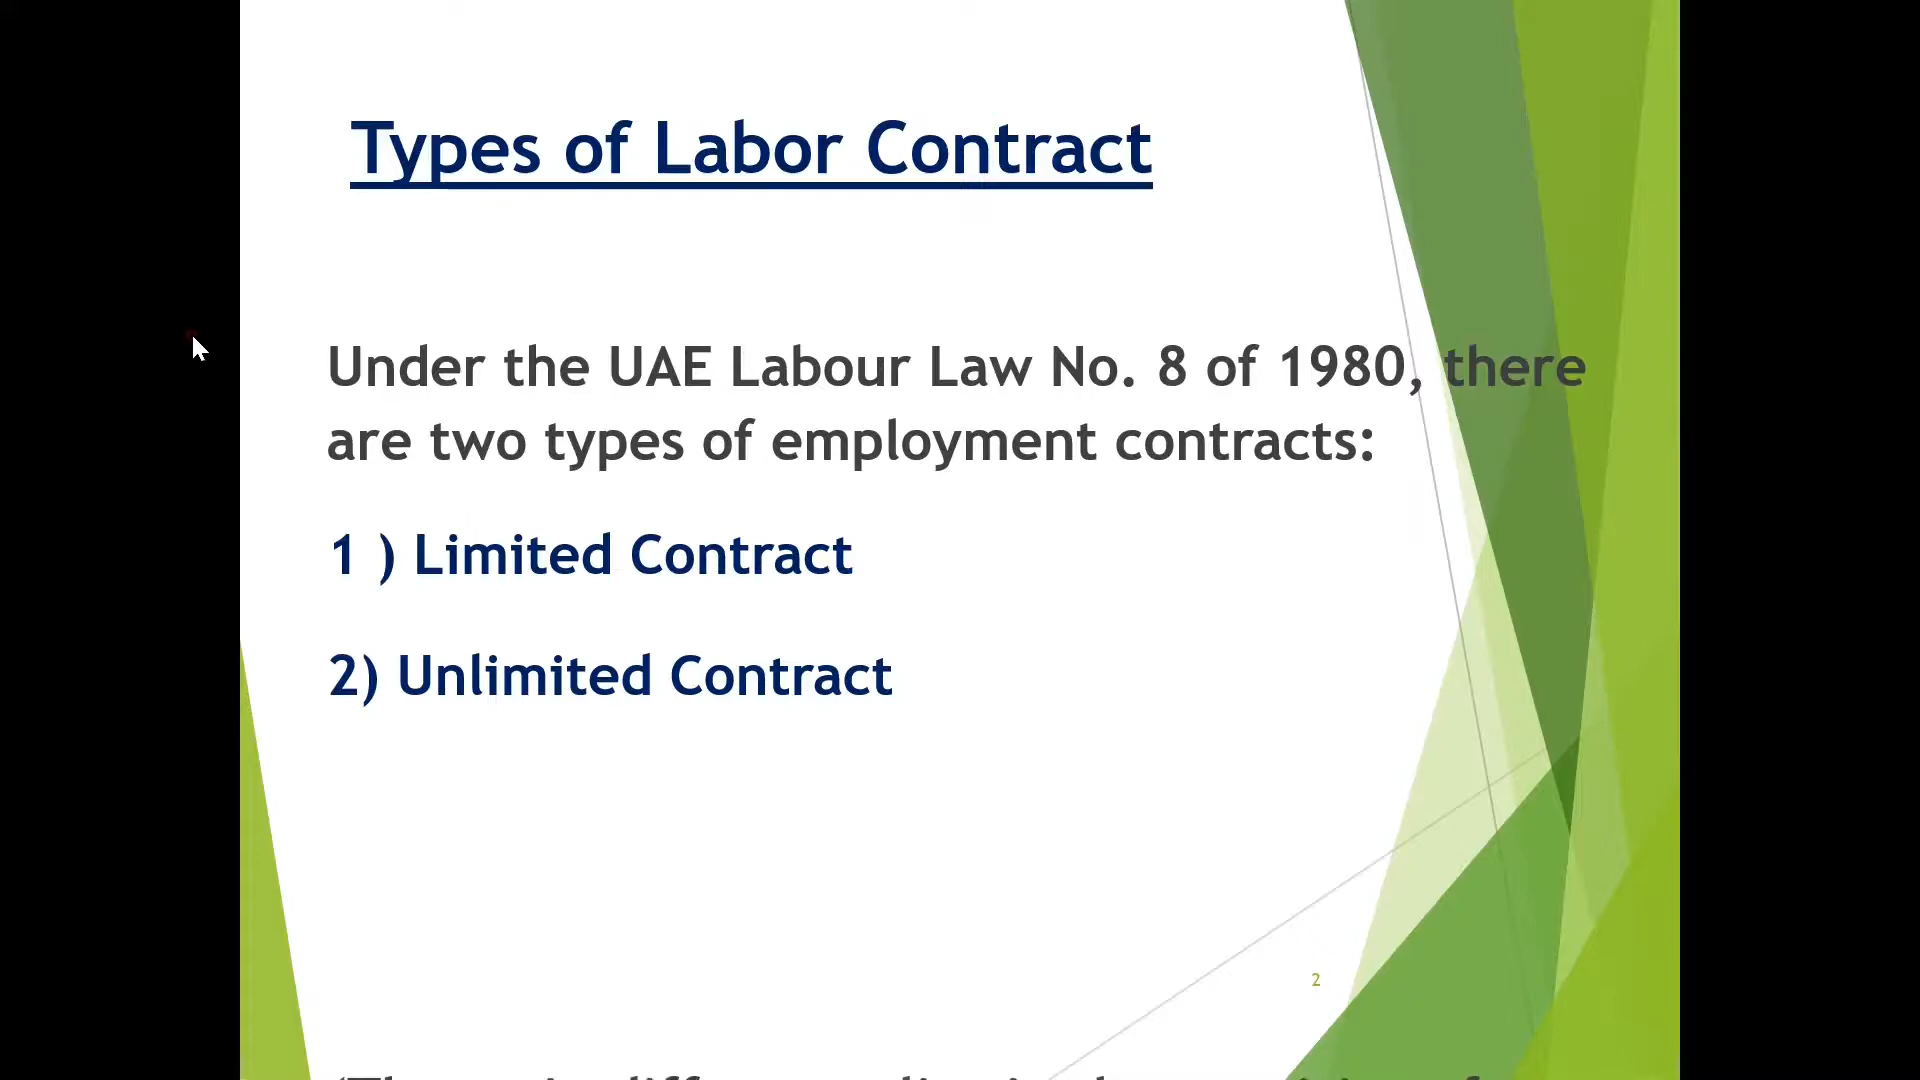 Types of Labor Contract
Under the UAE Labour Law No. 8 of 1980, there
are two types of employment contracts:
1 ) Limited Contract
2) Unlimited Contract
2